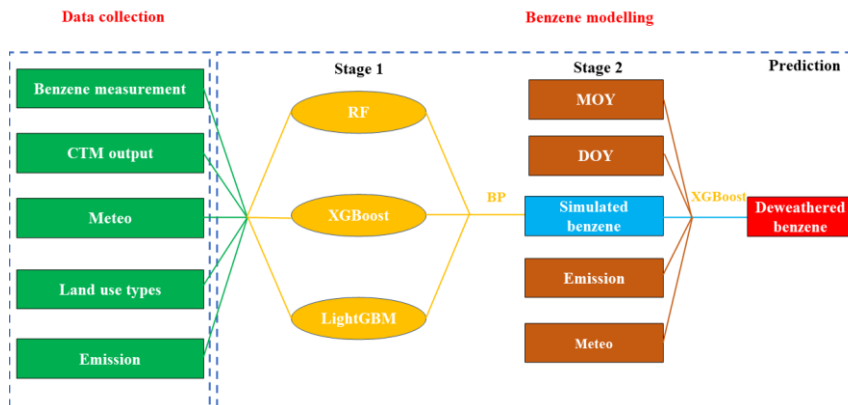 Data collection
Benzene modelling
Stage 1
Stage 2
Prediction
Benzene measurement
CTM output
Meteo
Land use types
Emission
RF
XGBoost
LightGBM
BP
MOY
DOY
Simulated
benzene
Emission
Meteo
XGBoost
Deweathered
benzene